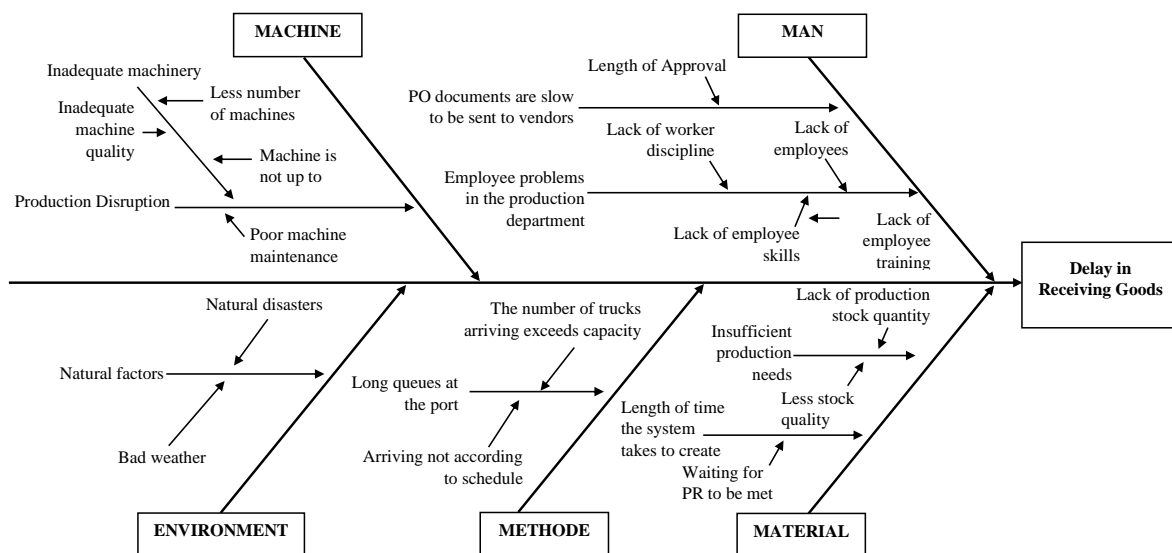 MACHINE
MAN
Inadequate machinery
Less number
of machines
Inadequate
machine
quality
Machine is
not up to
Production Disruption
Poor machine
maintenance
Length of Approval
PO documents are slow
to be sent to vendors
Lack of worker
discipline
Lack of
employees
Employee problems
in the production
department
Lack of employee
skills
Lack of
employee
training
Delay in
Receiving Goods
Natural disasters
Natural factors
Bad weather
The number of trucks
arriving exceeds capacity
Long queues at
the port
Arriving not according
to schedule
Lack of production
stock quantity
Insufficient
production
needs
Less stock
quality
Length of time
the system
takes to create
Waiting for
PR to be met
ENVIRONMENT
METHODE
MATERIAL